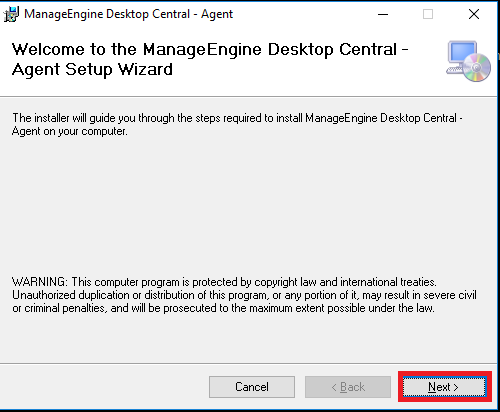 ManageEngine Desktop Central - Agent
Welcome to the ManageEngine Desktop Central -
Agent Setup Wizard
The installer will guide you through the steps required to install ManageEngine Desktop Central -
Agent on your computer.
WARNING: This computer program is protected by copyright law and international treaties.
Unauthorized duplication or distribution of this program, or any portion of it, may result in severe civil
or criminal penalties, and will be prosecuted to the maximum extent possible under the law.
Cancel
< Back
Next >